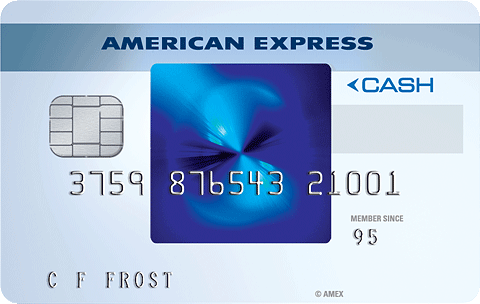 AMERICAN EXPRESS
CASH
3759 876543 21001
MEMBER SINCE
95
C F FROST
© AMEX